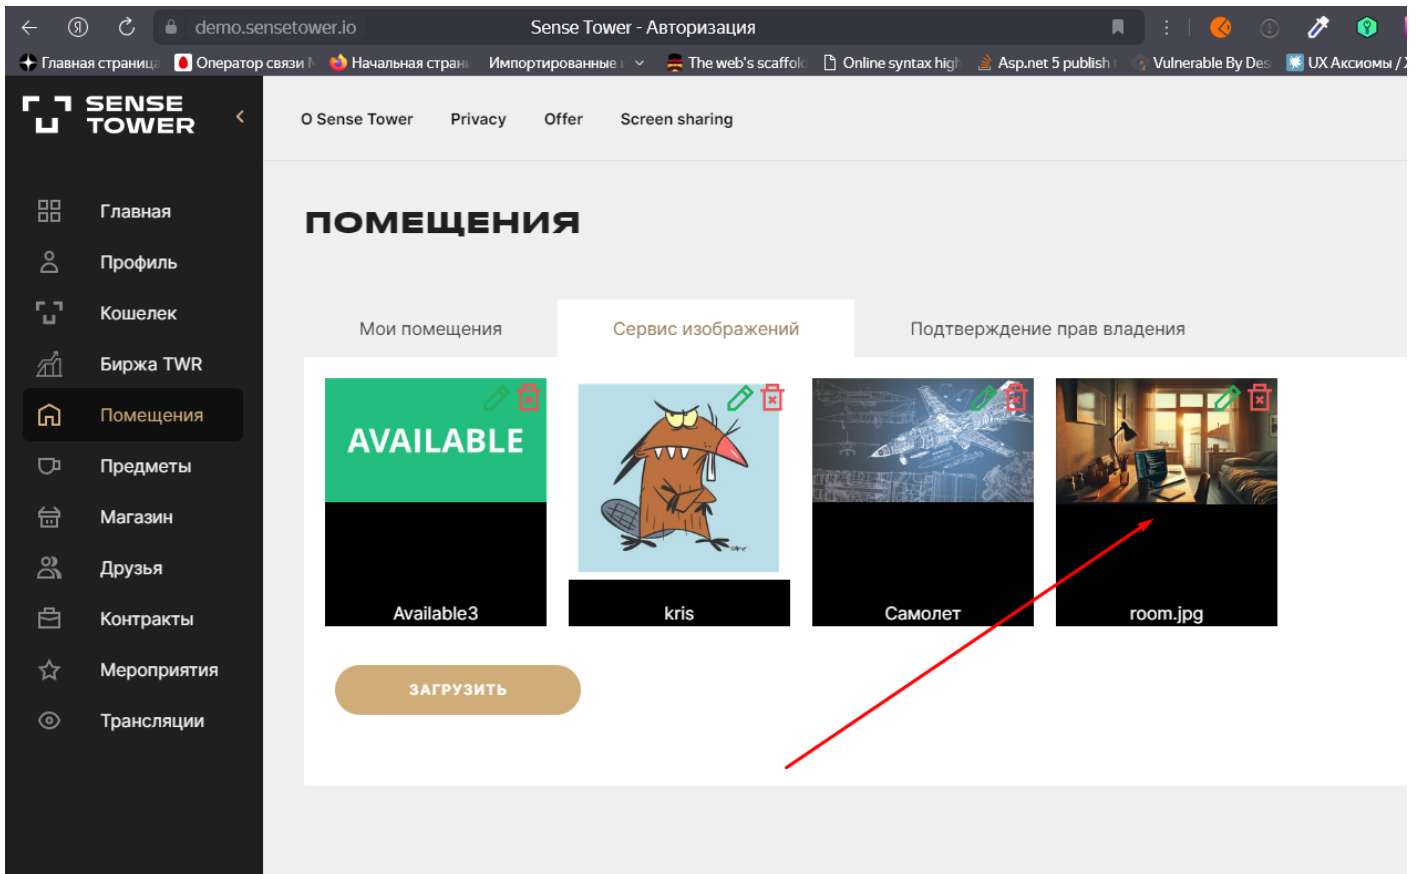 demo.sensetower.io
Sense Tower - Авторизация
Главная страница
Оператор связи
Начальная стран
Импортированные
The web's scaffol
Online syntax high
Asp.net 5 publish
Vulnerable By Des
UX Аксиомы /
SENSE
TOWER
О Sense Tower
Privacy
Offer
Screen sharing
Главная
Профиль
Кошелек
Биржа TWR
Помещения
Предметы
Магазин
Друзья
Контракты
Мероприятия
Трансляции
ПОМЕЩЕНИЯ
Мои помещения
Сервис изображений
Подтверждение прав владения
AVAILABLE
Available3
kris
Самолет
room.jpg
ЗАГРУЗИТЬ